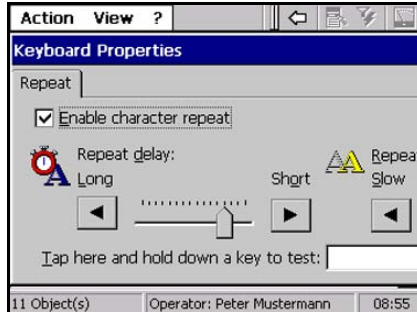 Action View ?
Keyboard Properties
Repeat
Enable character repeat
Repeat delay:
Long Short
Repea
Slow
Tap here and hold down a key to test:
11 Object(s) Operator: Peter Mustermann 08:55